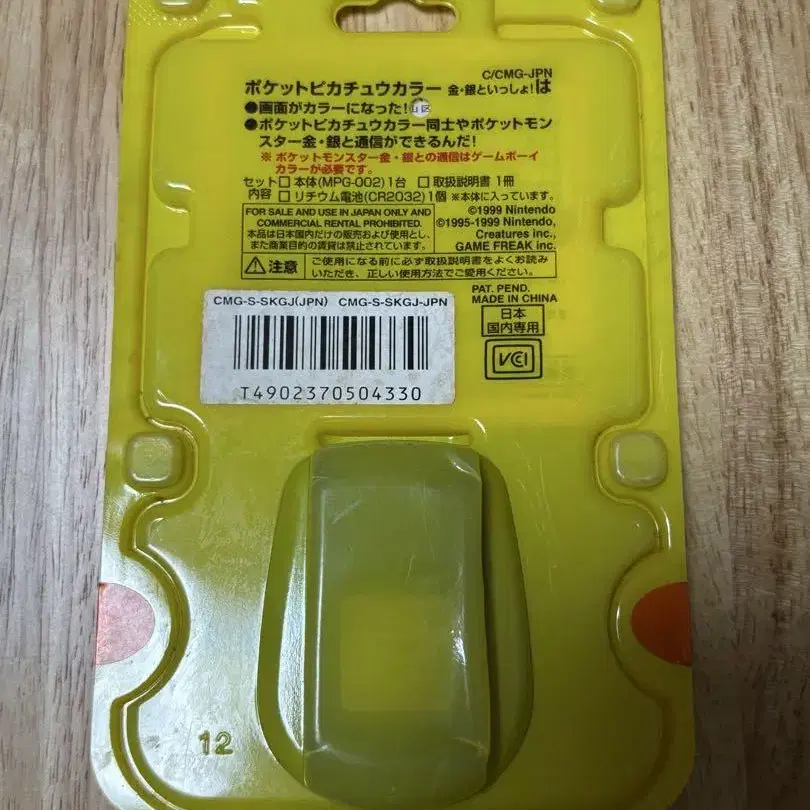 C/CMG-JPN
ポケットピカチュウカラー 金・銀といっしょ!は
●画面がカラーになった!
●ポケットピカチュウカラー同士やポケットモン
スター金・銀と通信ができるんだ!
※ ポケットモンスター金・銀との通信はゲームボーイ
カラーが必要です。
セット内容 □ 本体(MPG-002)1台 □ 取扱説明書 1冊
□ リチウム電池(CR2032)1個 ※本体に入っています。
FOR SALE AND USE IN JAPAN ONLY AND
COMMERCIAL RENTAL PROHIBITED.
本品は日本国内だけの販売および使用とし、
また商業目的の賃貸は禁止されています。
©1999 Nintendo
©1995-1999 Nintendo,
Creatures inc.,
GAME FREAK inc.
注意
ご使用になる前に必ず取扱説明書をよくお読み
いただき、正しい使用方法でご愛用ください。
PAT. PEND.
MADE IN CHINA
日本
国内専用
VCI
CMG-S-SKGJ(JPN) CMG-S-SKGJ-JPN
T4902370504330
12